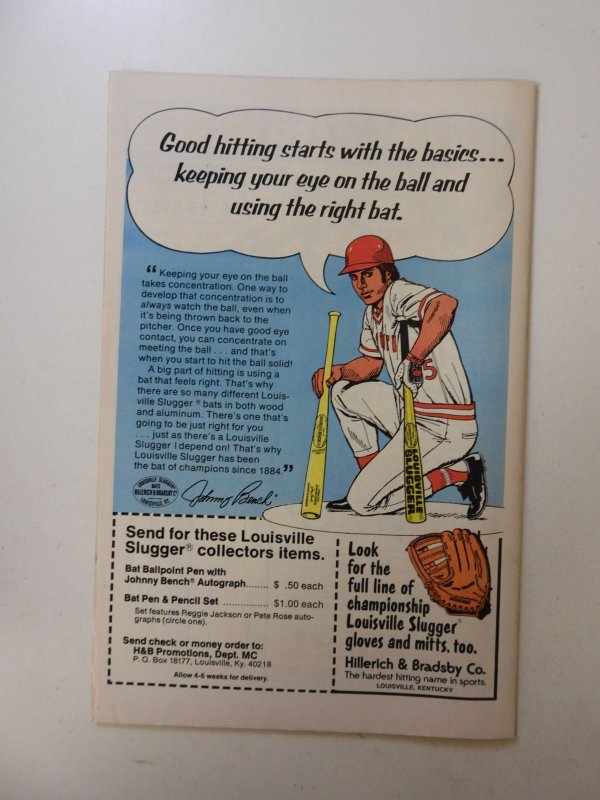 Good hitting starts with the basics...
keeping your eye on the ball and
using the right bat.
“ Keeping your eye on the ball
takes concentration. One way to
develop that concentration is to
always watch the ball, even when
it's being thrown back to the
pitcher. Once you have good eye
contact, you can concentrate on
meeting the ball . . . and that's
when you start to hit the ball solid!
A big part of hitting is using a
bat that feels right. That's why
there are so many different Louis-
ville Slugger ® bats in both wood
and aluminum. There's one that's
going to be just right for you
. . . just as there's a Louisville
Slugger I depend on! That's why
Louisville Slugger has been
the bat of champions since 1884.”
LOUISVILLE SLUGGER
BATS
HILLERICH & BRADSBY Co
LOUISVILLE, KY.
Johnny Bench
5
LOUISVILLE
SLUGGER
Send for these Louisville
Slugger® collectors items.
Bat Ballpoint Pen with
Johnny Bench® Autograph........ $ .50 each
Bat Pen & Pencil Set ............... $1.00 each
Set features Reggie Jackson or Pete Rose auto-
graphs (circle one).
Send check or money order to:
H&B Promotions, Dept. MC
P. O. Box 18177, Louisville, Ky. 40218
Allow 4-6 weeks for delivery.
Look
for the
full line of
championship
Louisville Slugger®
gloves and mitts, too.
Hillerich & Bradsby Co.
The hardest hitting name in sports.
LOUISVILLE, KENTUCKY